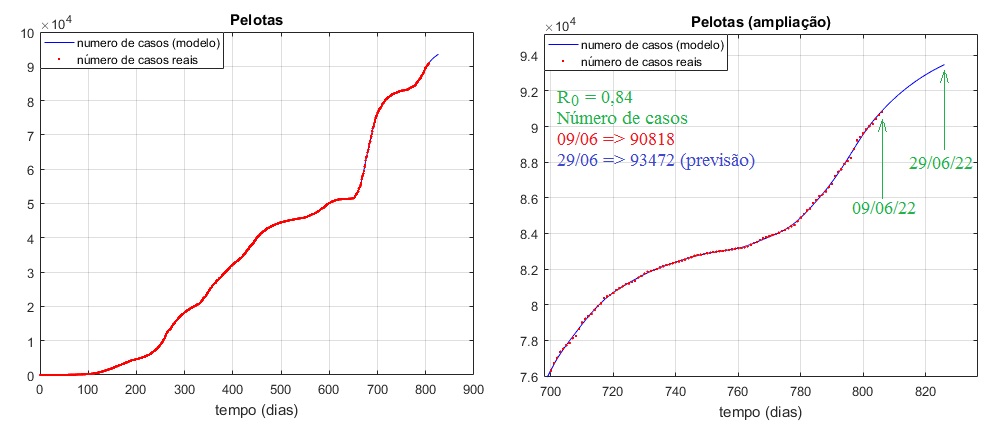 Pelotas
×10⁴
numero de casos (modelo)
número de casos reais
10
9
8
7
6
5
4
3
2
1
0
0 100 200 300 400 500 600 700 800 900
tempo (dias)
Pelotas (ampliação)
×10⁴
numero de casos (modelo)
número de casos reais
R0 = 0,84
Número de casos
09/06 => 90818
29/06 => 93472 (previsão)
29/06/22
09/06/22
9.4
9.2
9
8.8
8.6
8.4
8.2
8
7.8
7.6
700 720 740 760 780 800 820
tempo (dias)